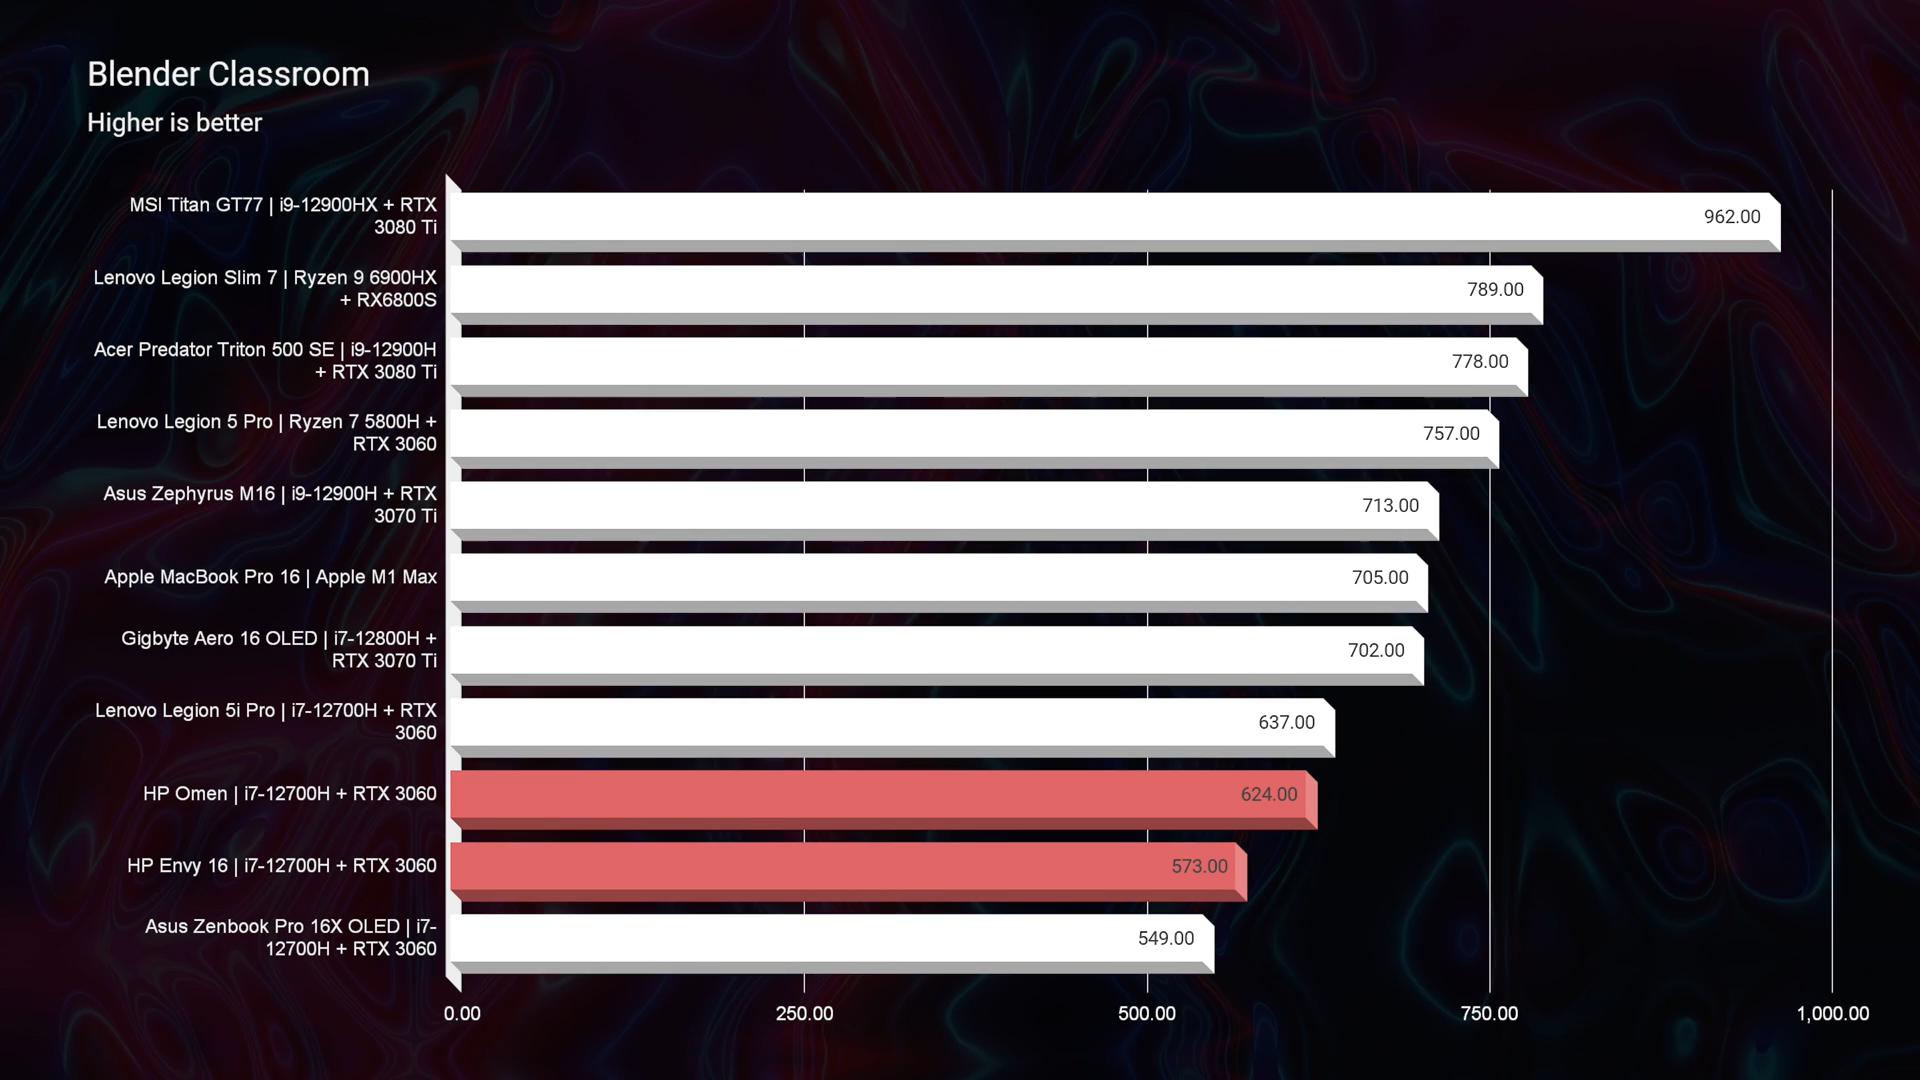 Blender Classroom
Higher is better
MSI Titan GT77 | i9-12900HX + RTX
3080 Ti
962.00
Lenovo Legion Slim 7 | Ryzen 9 6900HX
+ RX6800S
789.00
Acer Predator Triton 500 SE | i9-12900H
+ RTX 3080 Ti
778.00
Lenovo Legion 5 Pro | Ryzen 7 5800H +
RTX 3060
757.00
Asus Zephyrus M16 | i9-12900H + RTX
3070 Ti
713.00
Apple MacBook Pro 16 | Apple M1 Max
705.00
Gigbyte Aero 16 OLED | i7-12800H +
RTX 3070 Ti
702.00
Lenovo Legion 5i Pro | i7-12700H + RTX
3060
637.00
HP Omen | i7-12700H + RTX 3060
624.00
HP Envy 16 | i7-12700H + RTX 3060
573.00
Asus Zenbook Pro 16X OLED | i7-
12700H + RTX 3060
549.00
0.00 250.00 500.00 750.00 1,000.00